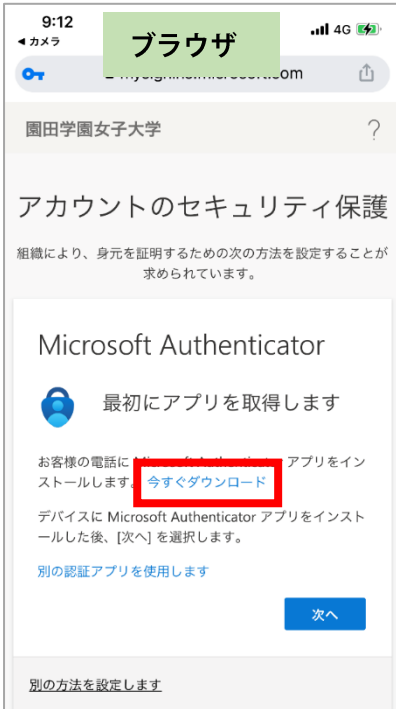 9:12
4G
◀ カメラ
ブラウザ
園田学園女子大学
?
アカウントのセキュリティ保護
組織により、身元を証明するための次の方法を設定することが
求められています。
Microsoft Authenticator
最初にアプリを取得します
お客様の電話に Microsoft Authenticator アプリをイン
ストールします。今すぐダウンロード
デバイスに Microsoft Authenticator アプリをインスト
ールした後、[次へ] を選択します。
別の認証アプリを使用します
次へ
別の方法を設定します